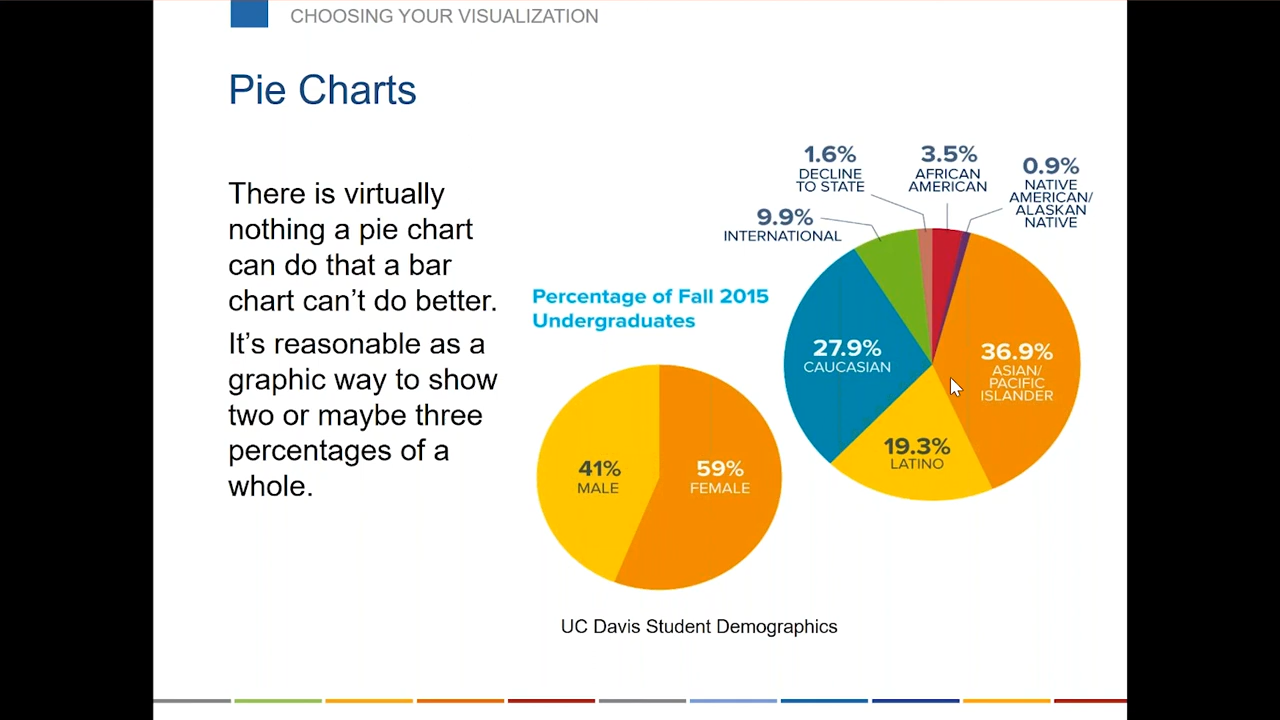 CHOOSING YOUR VISUALIZATION
Pie Charts
There is virtually
nothing a pie chart
can do that a bar
chart can’t do better.
It’s reasonable as a
graphic way to show
two or maybe three
percentages of a
whole.
Percentage of Fall 2015
Undergraduates
41%
MALE
59%
FEMALE
1.6%
DECLINE
TO STATE
3.5%
AFRICAN
AMERICAN
0.9%
NATIVE
AMERICAN/
ALASKAN
NATIVE
9.9%
INTERNATIONAL
27.9%
CAUCASIAN
36.9%
ASIAN/
PACIFIC
ISLANDER
19.3%
LATINO
UC Davis Student Demographics